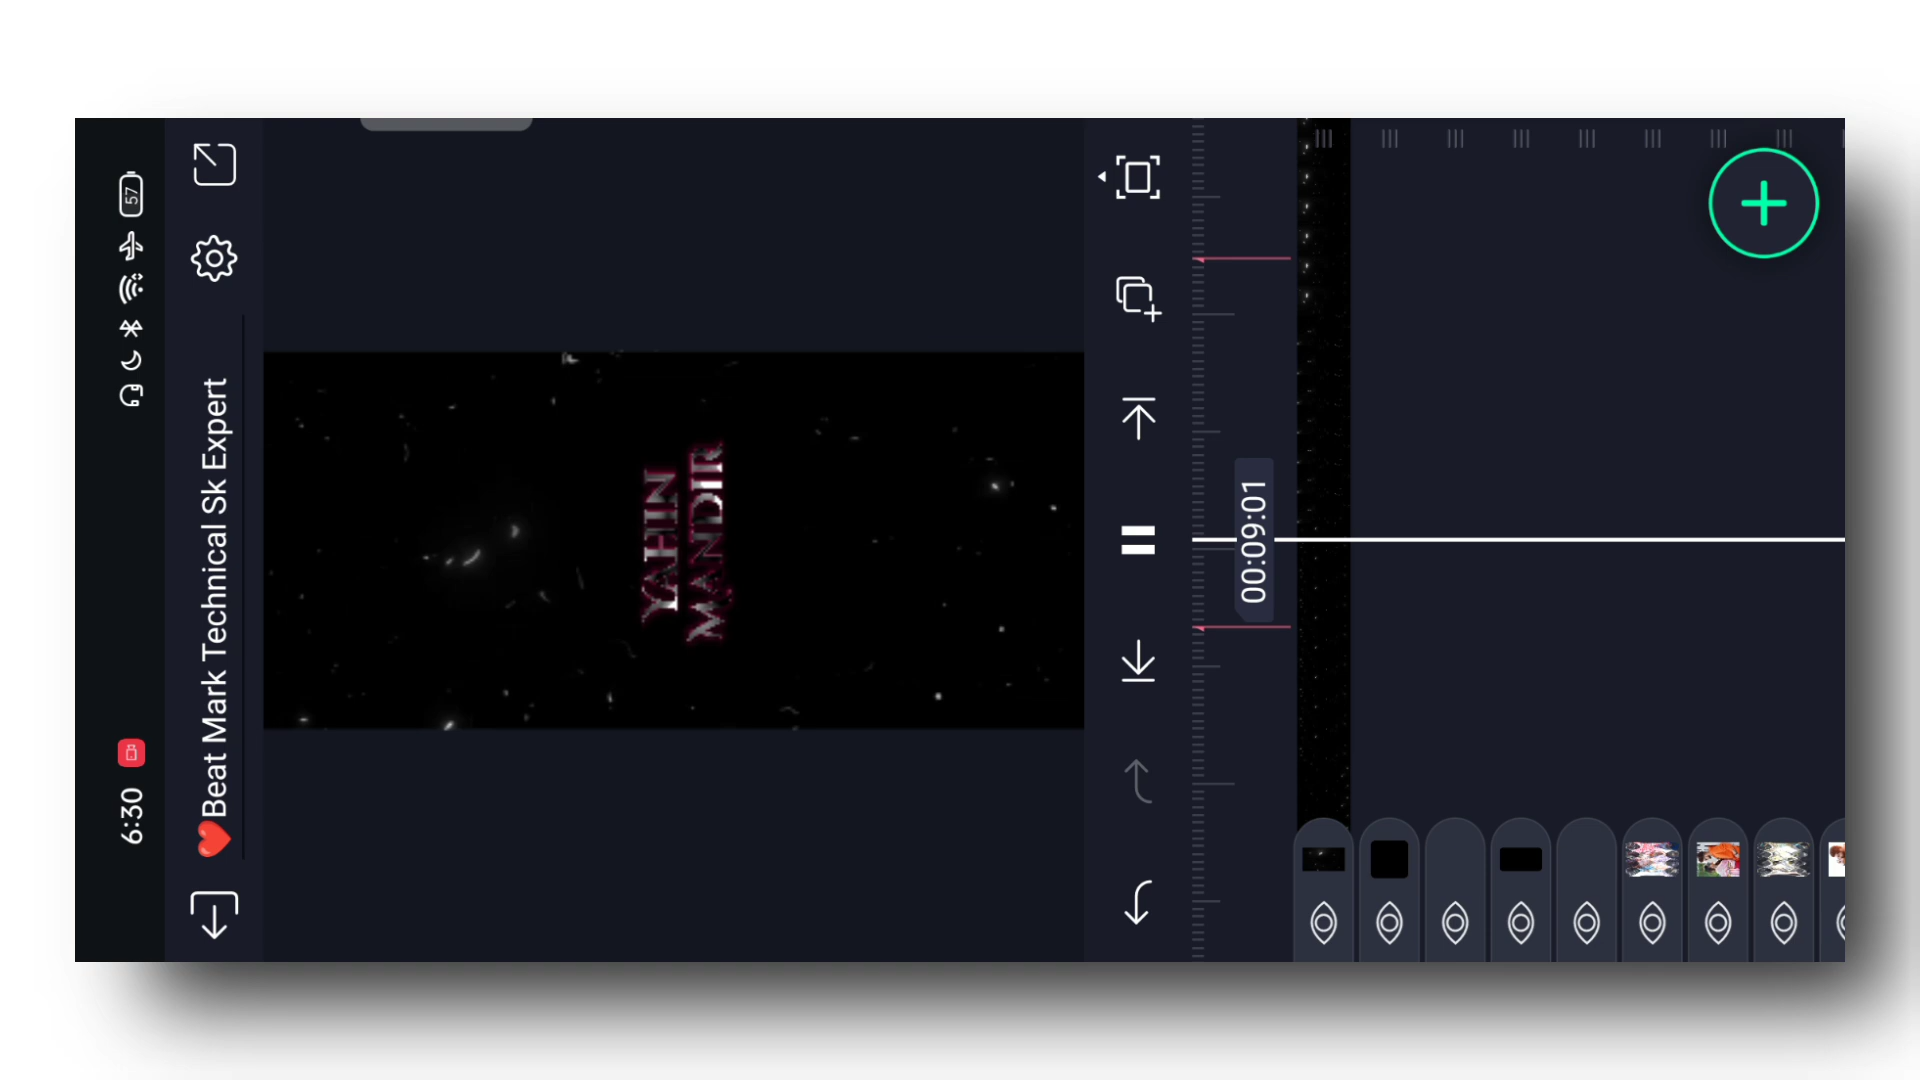 6:30
57
❤️Beat Mark Technical Sk Expert
YAHIN
MANDIR
00:09:01